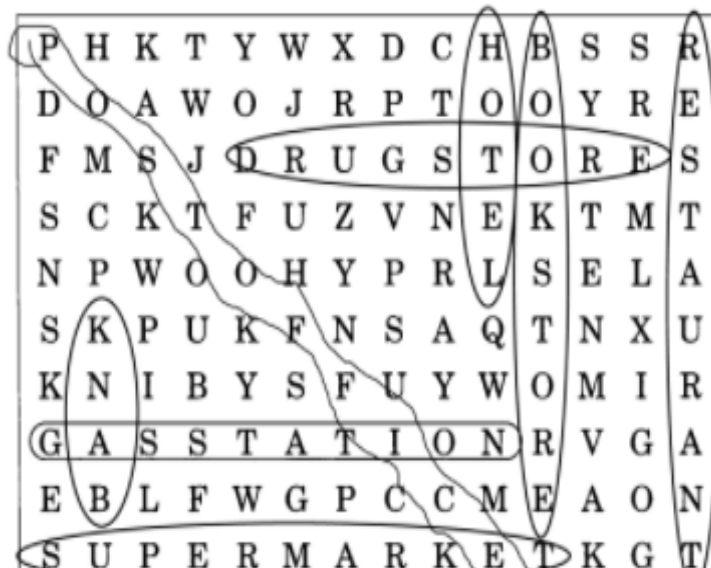 P H K T Y W X D C H B S S R
D O A W O J R P T O O Y R E
F M S J D R U G S T O R E S
S C K T F U Z V N E K T M T
N P W O O H Y P R L S E L A
S K P U K F N S A Q T N X U
K N I B Y S F U Y W O M I R
G A S S T A T I O N R V G A
E B L F W G P C C M E A O N
S U P E R M A R K E T K G T